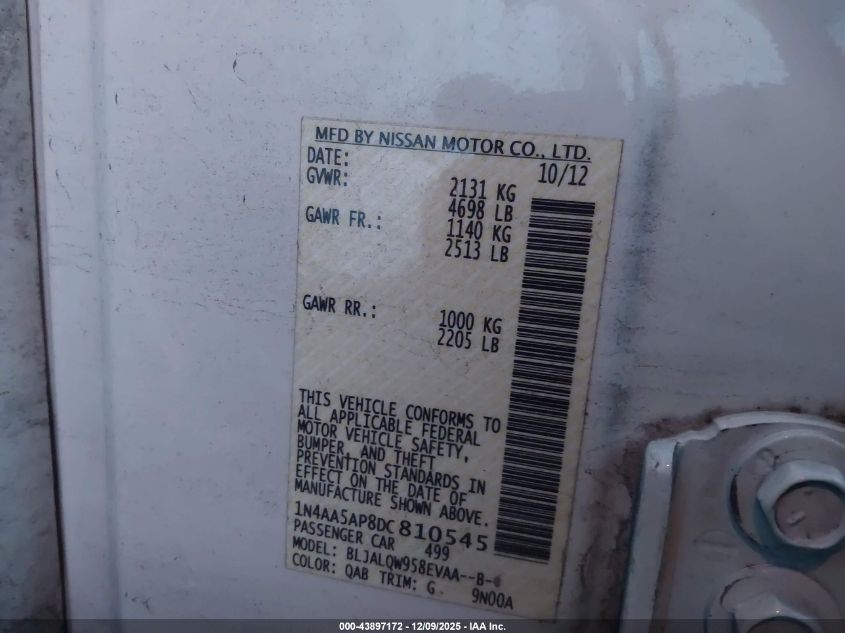 MFD BY NISSAN MOTOR CO., LTD.
DATE: 10/12
GVWR: 2131 KG
4698 LB
GAWR FR.: 1140 KG
2513 LB
GAWR RR.: 1000 KG
2205 LB
THIS VEHICLE CONFORMS TO
ALL APPLICABLE FEDERAL
MOTOR VEHICLE SAFETY,
BUMPER, AND THEFT
PREVENTION STANDARDS IN
EFFECT ON THE DATE OF
MANUFACTURE SHOWN ABOVE.
1N4AA5AP8DC810545
PASSENGER CAR 499
MODEL: BLJALQW958EVAA--B-
COLOR: QAB TRIM: G 9N00A
000-43897172 - 12/09/2025 - IAA Inc.